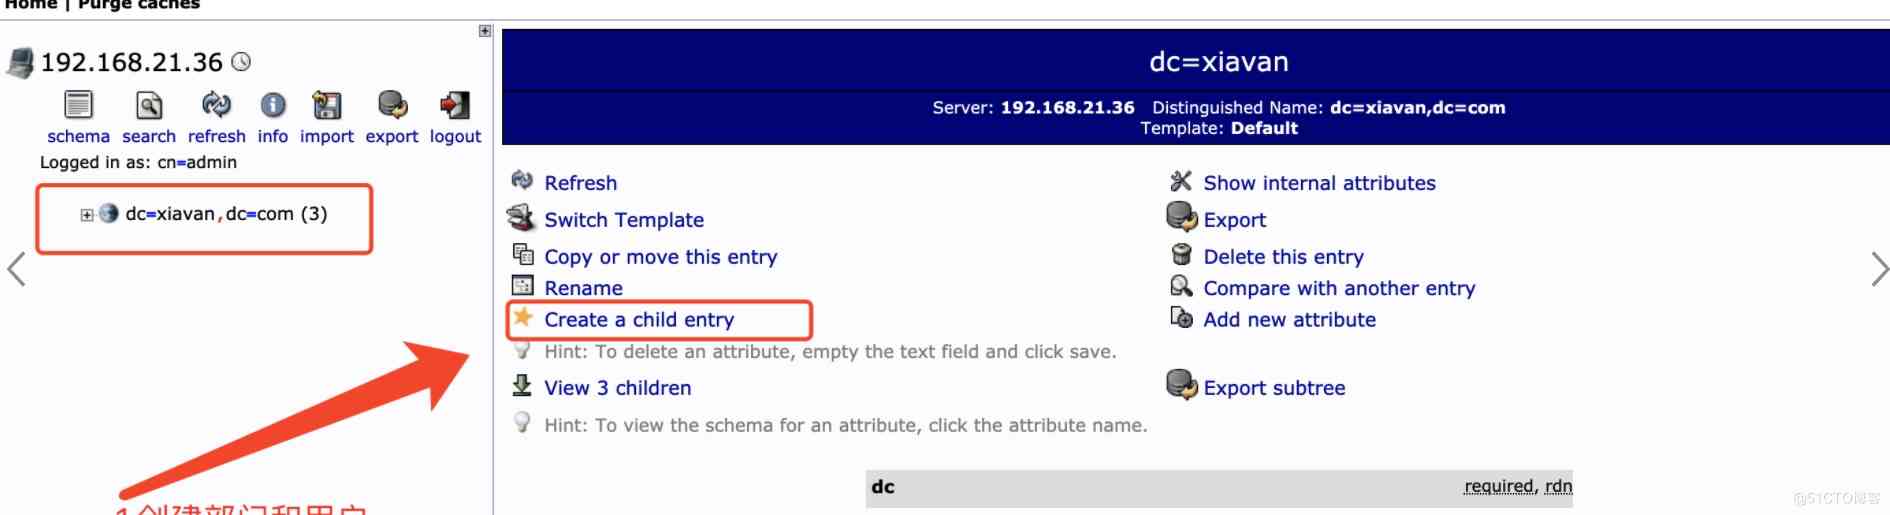 Home | Purge caches
192.168.21.36
schema search refresh info import export logout
Logged in as: cn=admin
dc=xiavan,dc=com (3)
1创建部门和用户
dc=xiavan
Server: 192.168.21.36 Distinguished Name: dc=xiavan,dc=com
Template: Default
Refresh
Show internal attributes
Switch Template
Export
Copy or move this entry
Delete this entry
Rename
Compare with another entry
Create a child entry
Add new attribute
Hint: To delete an attribute, empty the text field and click save.
View 3 children
Export subtree
Hint: To view the schema for an attribute, click the attribute name.
dc
required, rdn
@51CTO博客